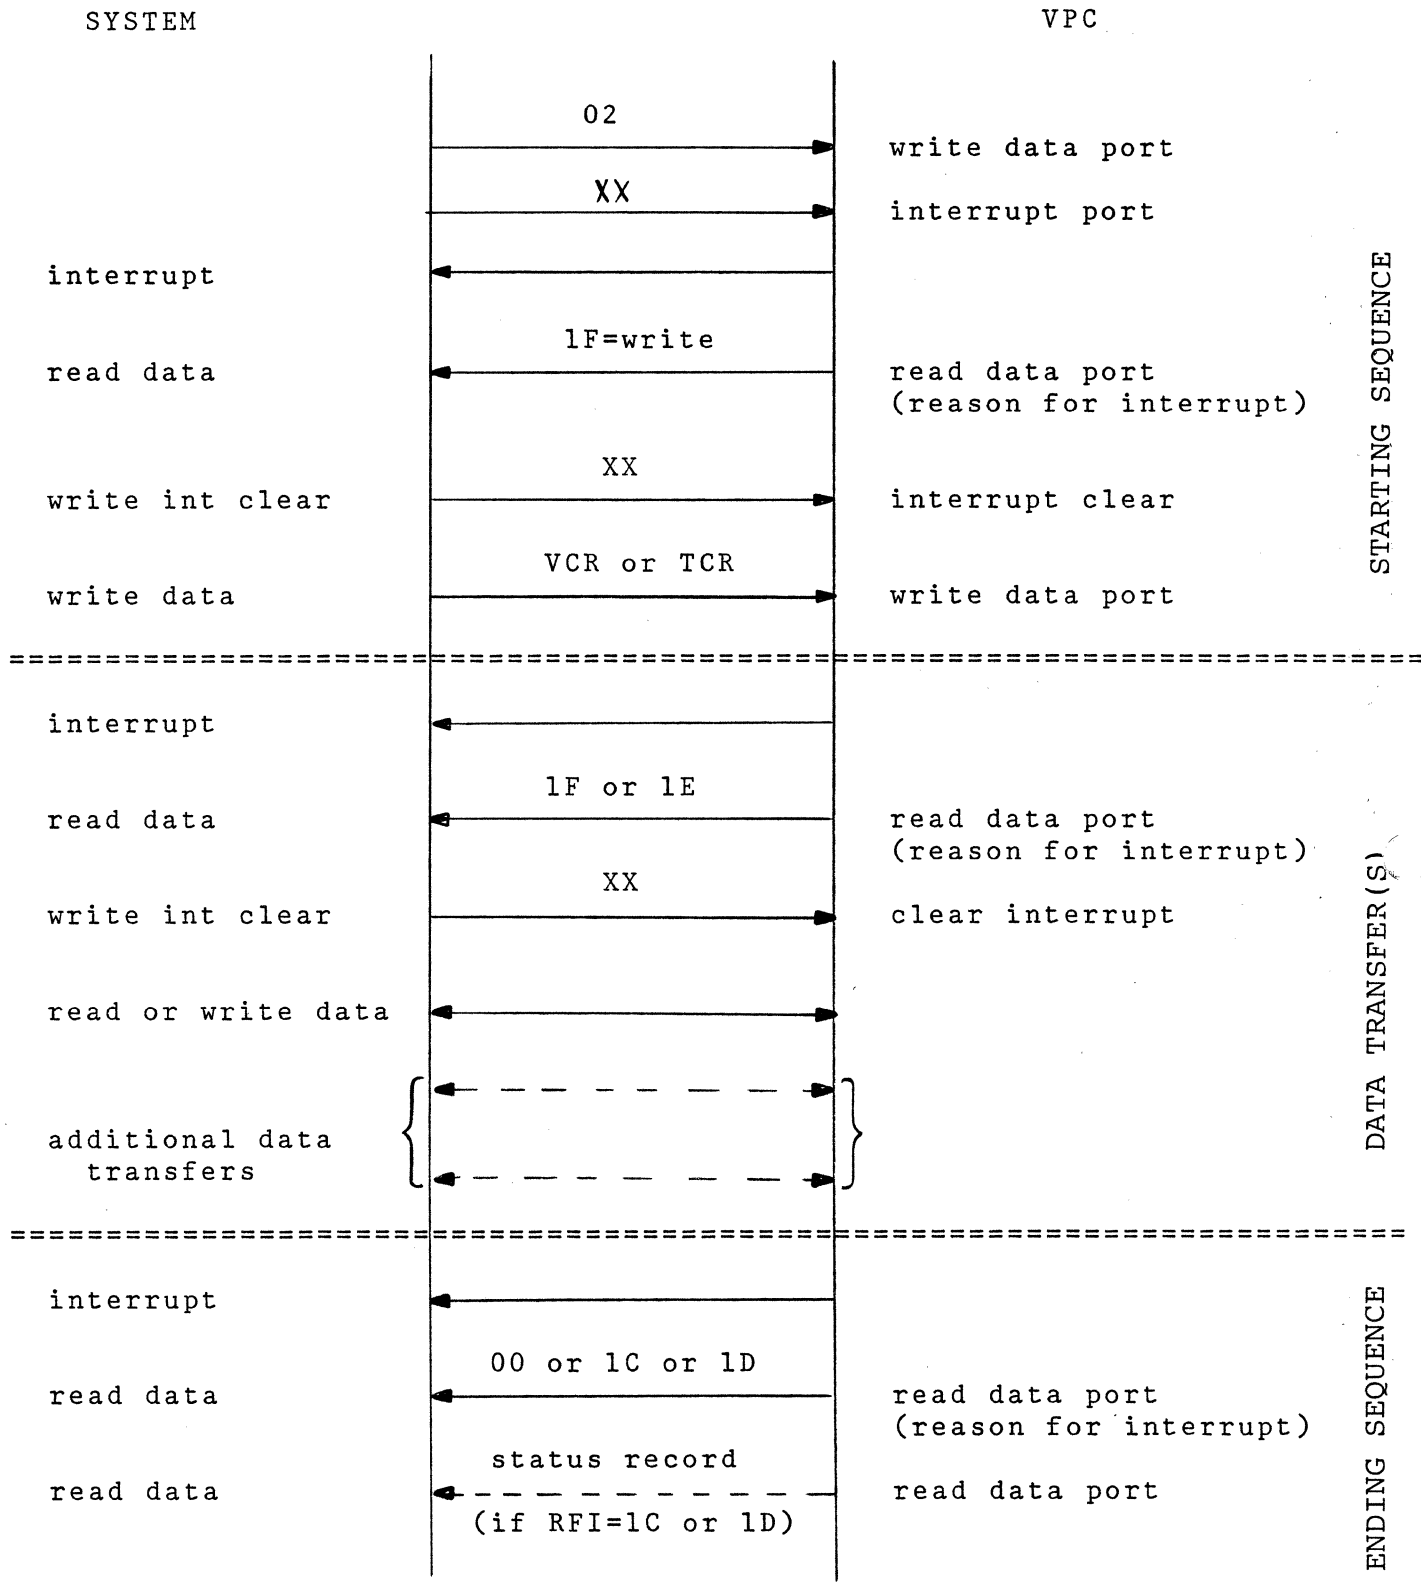 SYSTEM VPC
02
write data port
XX
interrupt port
interrupt
1F=write
read data read data port
(reason for interrupt)
XX
write int clear interrupt clear
VCR or TCR
write data write data port
STARTING SEQUENCE
==========================================================================
interrupt
1F or 1E
read data read data port
(reason for interrupt)
XX
write int clear clear interrupt
read or write data
additional data
transfers
DATA TRANSFER(S)
==========================================================================
interrupt
00 or 1C or 1D
read data read data port
(reason for interrupt)
status record
read data read data port
(if RFI=1C or 1D)
ENDING SEQUENCE